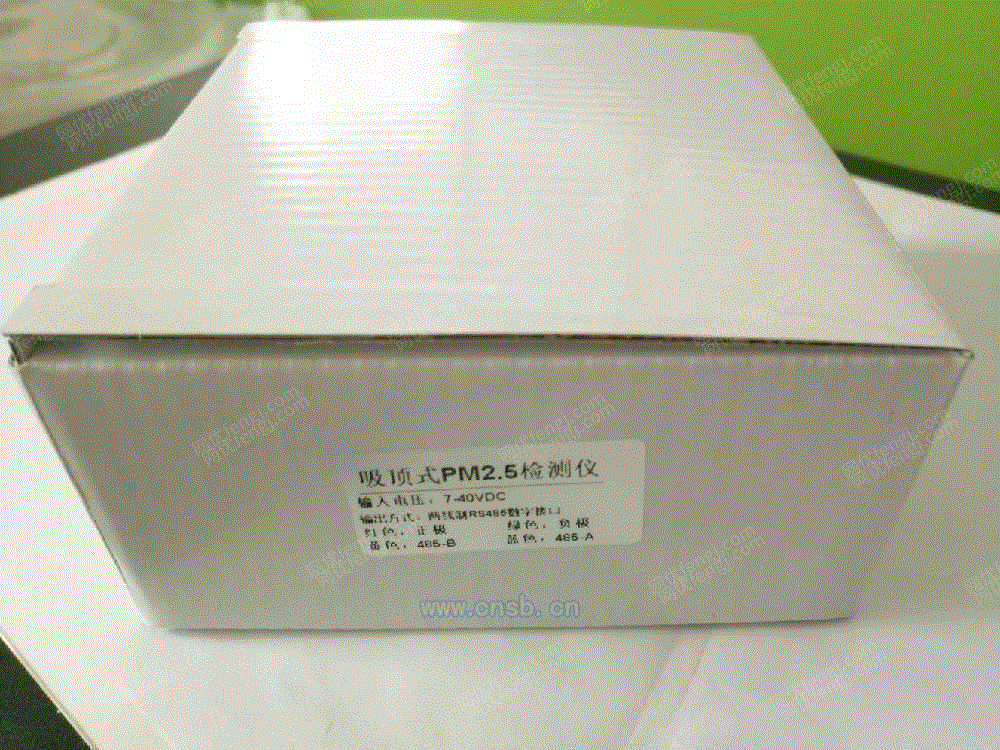 吸顶式PM2.5检测仪
输入电压：7-40VDC
输出方式：两线制RS485数字接口
红色：正极 绿色：负极
黄色：485-B 蓝色：485-A
www.cnsb.cn